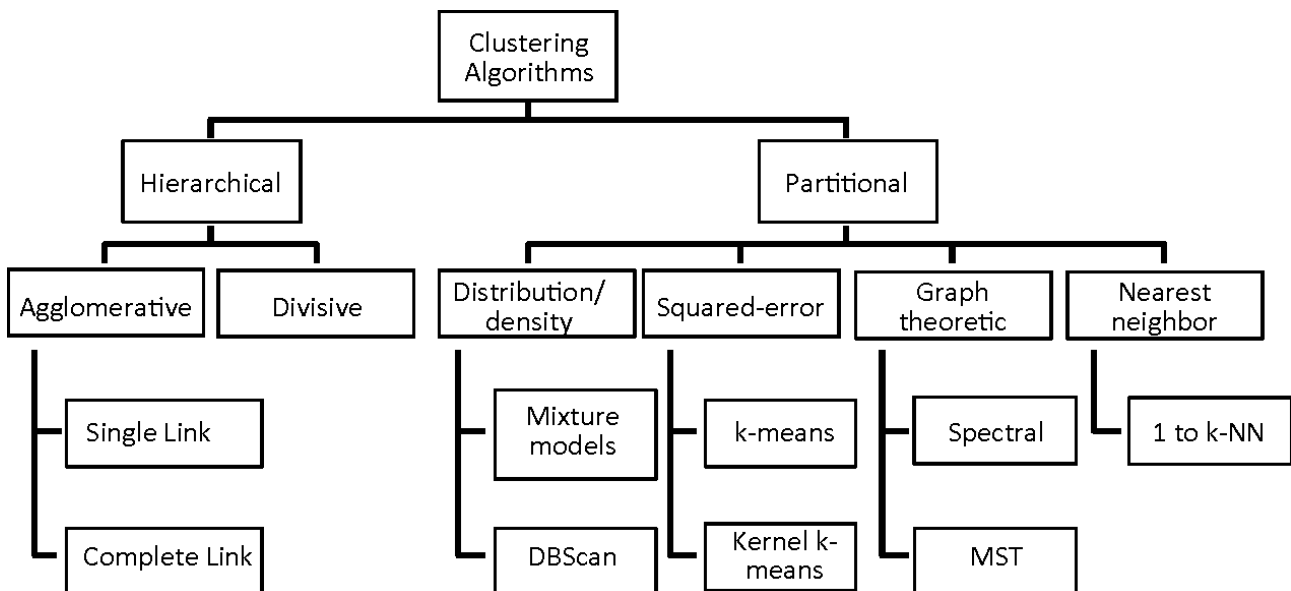 Clustering
Algorithms
Hierarchical
Partitional
Agglomerative
Divisive
Distribution/
density
Squared-error
Graph
theoretic
Nearest
neighbor
Single Link
Mixture
models
k-means
Spectral
1 to k-NN
Complete Link
DBScan
Kernel k-
means
MST